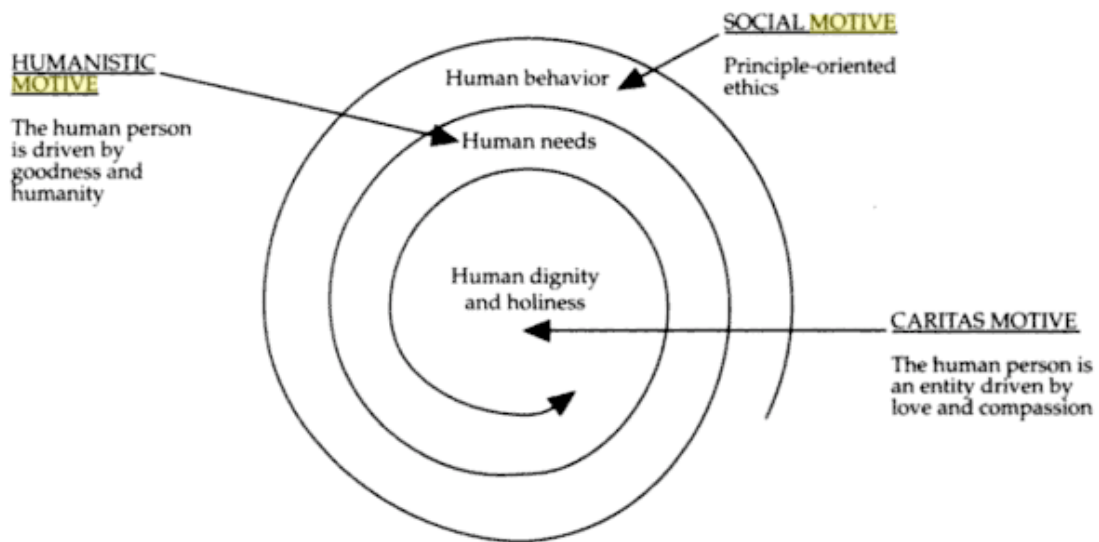 SOCIAL MOTIVE
Principle-oriented
ethics
HUMANISTIC
MOTIVE
The human person
is driven by
goodness and
humanity
Human behavior
Human needs
Human dignity
and holiness
CARITAS MOTIVE
The human person is
an entity driven by
love and compassion